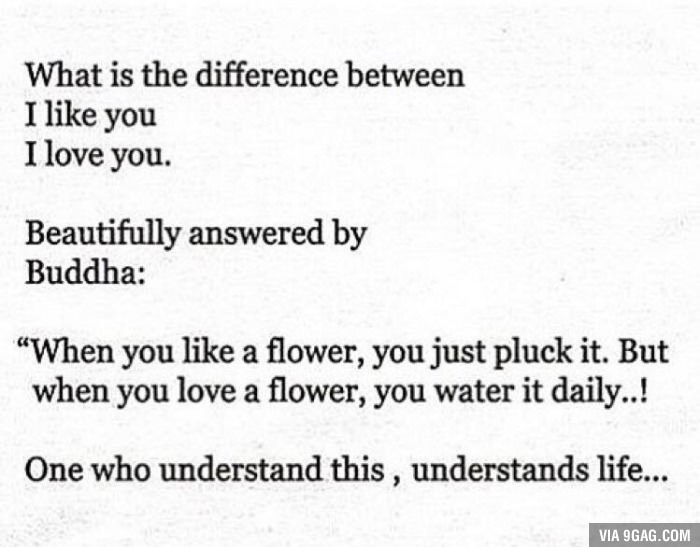 What is the difference between
I like you
I love you.
Beautifully answered by
Buddha:
“When you like a flower, you just pluck it. But
when you love a flower, you water it daily..!
One who understand this , understands life...
VIA 9GAG.COM